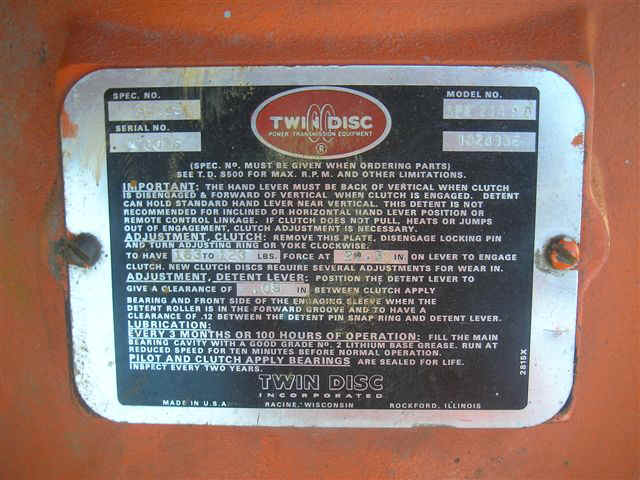 SPEC. NO.
MODEL NO.
TWIN DISC
POWER TRANSMISSION EQUIPMENT
®
SERIAL NO.
(SPEC. Nº. MUST BE GIVEN WHEN ORDERING PARTS)
SEE T.D. S500 FOR MAX. R.P.M. AND OTHER LIMITATIONS.
IMPORTANT: THE HAND LEVER MUST BE BACK OF VERTICAL WHEN CLUTCH
IS DISENGAGED & FORWARD OF VERTICAL WHEN CLUTCH IS ENGAGED. DETENT
CAN HOLD STANDARD HAND LEVER NEAR VERTICAL. THIS DETENT IS NOT
RECOMMENDED FOR INCLINED OR HORIZONTAL HAND LEVER POSITION OR
REMOTE CONTROL LINKAGE. IF CLUTCH DOES NOT PULL, HEATS OR JUMPS
OUT OF ENGAGEMENT, CLUTCH ADJUSTMENT IS NECESSARY.
ADJUSTMENT, CLUTCH: REMOVE THIS PLATE, DISENGAGE LOCKING PIN
AND TURN ADJUSTING RING OR YOKE CLOCKWISE.
TO HAVE TO 123 LBS. FORCE AT IN ON LEVER TO ENGAGE
CLUTCH. NEW CLUTCH DISCS REQUIRE SEVERAL ADJUSTMENTS FOR WEAR IN.
ADJUSTMENT, DETENT LEVER: POSITION THE DETENT LEVER TO
GIVE A CLEARANCE OF .06 IN BETWEEN CLUTCH APPLY
BEARING AND FRONT SIDE OF THE ENGAGING SLEEVE WHEN THE
DETENT ROLLER IS IN THE FORWARD GROOVE AND TO HAVE A
CLEARANCE OF .12 BETWEEN THE DETENT PIN SNAP RING AND DETENT LEVER.
LUBRICATION:
EVERY 3 MONTHS OR 100 HOURS OF OPERATION: FILL THE MAIN
BEARING CAVITY WITH A GOOD GRADE Nº. 2 LITHIUM BASE GREASE. RUN AT
REDUCED SPEED FOR TEN MINUTES BEFORE NORMAL OPERATION.
PILOT AND CLUTCH APPLY BEARINGS ARE SEALED FOR LIFE.
INSPECT EVERY TWO YEARS.
TWIN DISC
INCORPORATED
MADE IN U.S.A. RACINE, WISCONSIN ROCKFORD, ILLINOIS
2815X